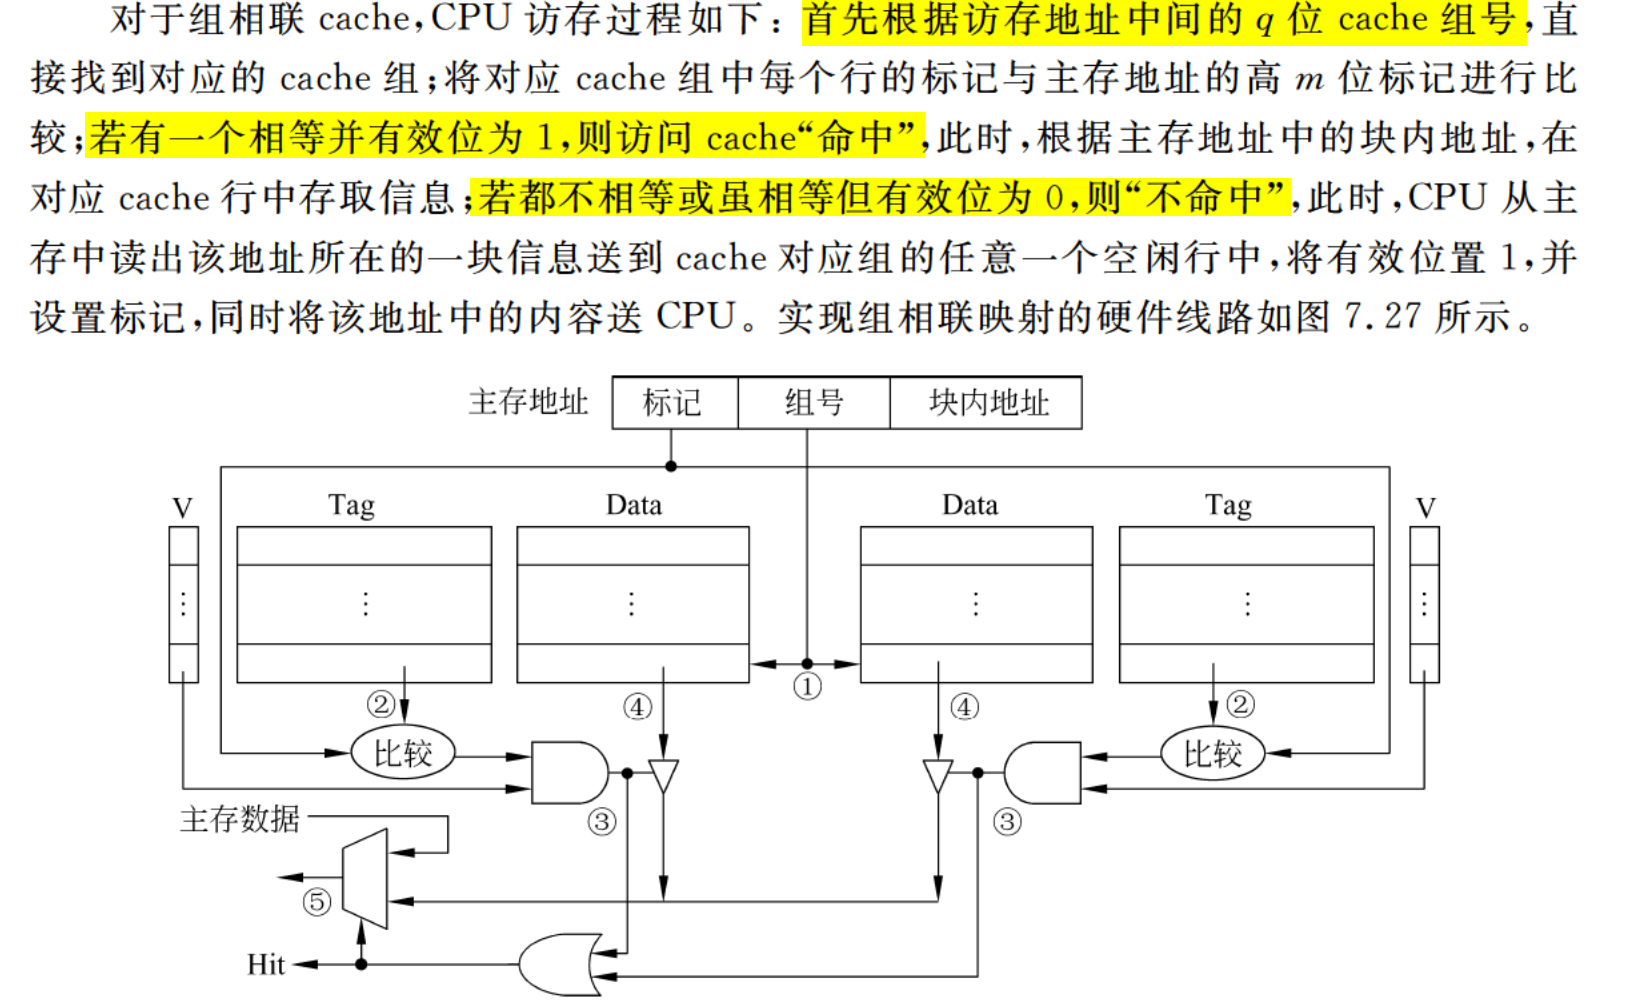 对于组相联 cache,CPU 访存过程如下：首先根据访存地址中间的 q 位 cache 组号,直
接找到对应的 cache 组;将对应 cache 组中每个行的标记与主存地址的高 m 位标记进行比
较;若有一个相等并有效位为 1,则访问 cache“命中”,此时,根据主存地址中的块内地址,在
对应 cache 行中存取信息;若都不相等或虽相等但有效位为 0,则“不命中”,此时,CPU 从主
存中读出该地址所在的一块信息送到 cache 对应组的任意一个空闲行中,将有效位置 1,并
设置标记,同时将该地址中的内容送 CPU。实现组相联映射的硬件线路如图 7.27 所示。
主存地址 标记 组号 块内地址
V Tag Data Data Tag V
⋮ ⋮ ⋮ ⋮ ⋮ ⋮
①
② ④ ④ ②
比较 比较
主存数据 ③ ③
⑤
Hit